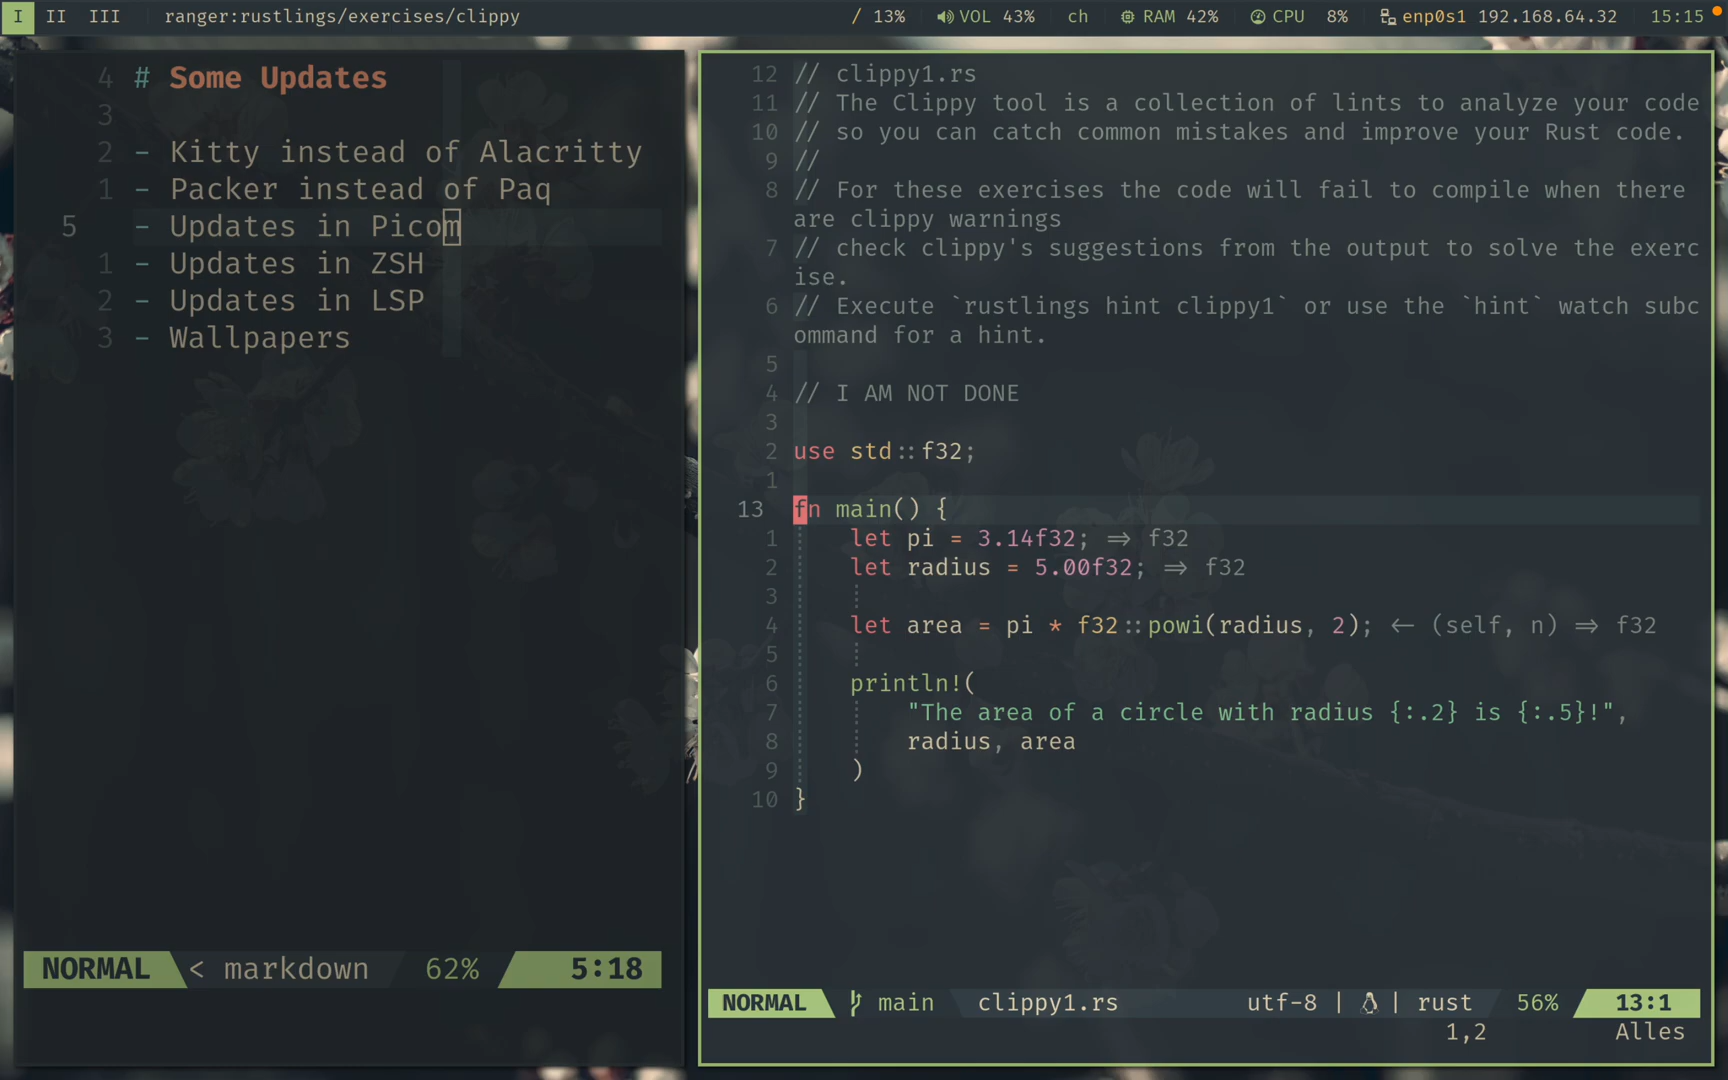 I II III ranger:rustlings/exercises/clippy / 13% VOL 43% ch RAM 42% CPU 8% enp0s1 192.168.64.32 15:15
4 # Some Updates
3
2 - Kitty instead of Alacritty
1 - Packer instead of Paq
5 - Updates in Picom
1 - Updates in ZSH
2 - Updates in LSP
3 - Wallpapers
NORMAL < markdown 62% 5:18
12 // clippy1.rs
11 // The Clippy tool is a collection of lints to analyze your code
10 // so you can catch common mistakes and improve your Rust code.
9 //
8 // For these exercises the code will fail to compile when there
are clippy warnings
7 // check clippy's suggestions from the output to solve the exerc
ise.
6 // Execute `rustlings hint clippy1` or use the `hint` watch subc
ommand for a hint.
5
4 // I AM NOT DONE
3
2 use std::f32;
1
13 fn main() {
1 let pi = 3.14f32; => f32
2 let radius = 5.00f32; => f32
3
4 let area = pi * f32::powi(radius, 2); <- (self, n) => f32
5
6 println!(
7 "The area of a circle with radius {:.2} is {:.5}!",
8 radius, area
9 )
10 }
NORMAL main clippy1.rs utf-8 | | rust 56% 13:1
1,2 Alles